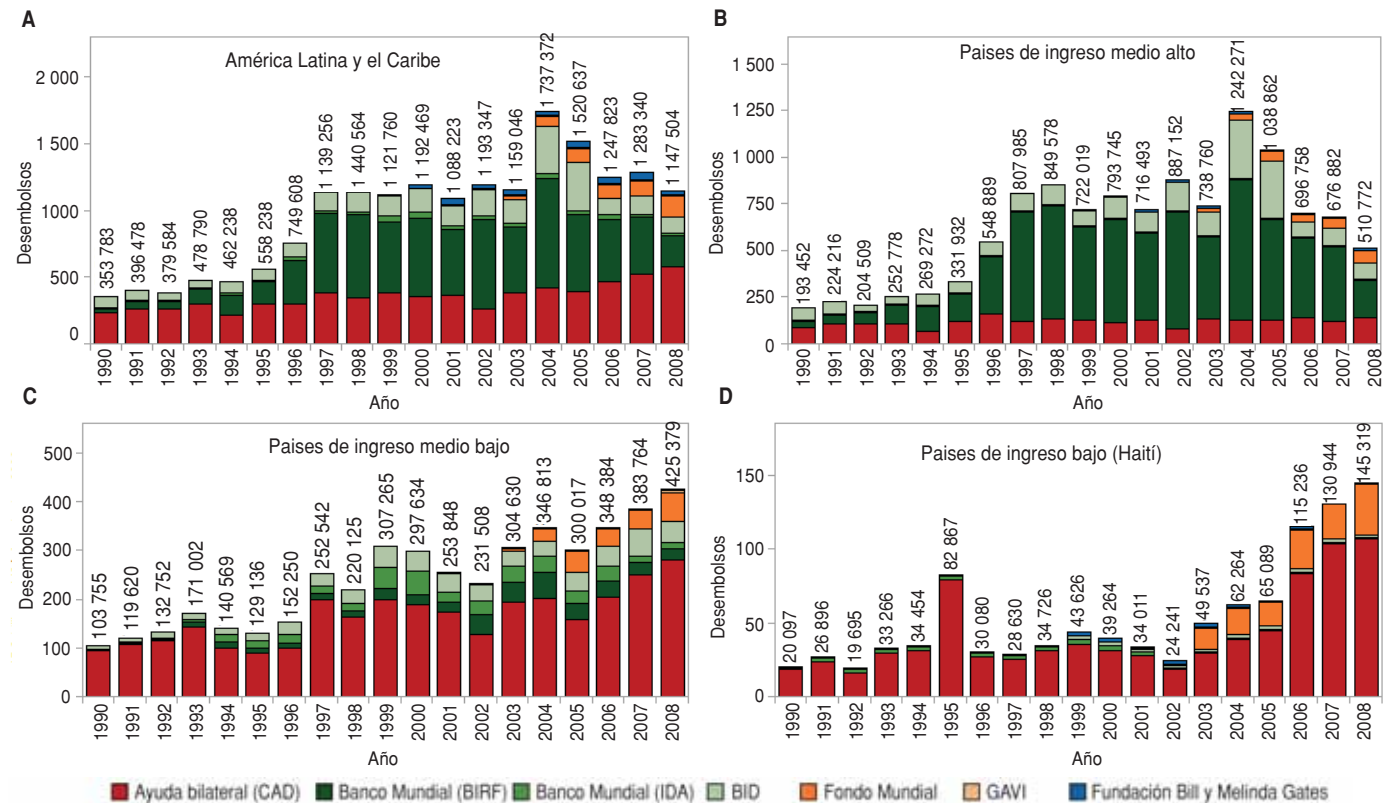 A
América Latina y el Caribe
Desembolsos
2 000
1 500
1000
500
0
353 783
396 478
379 584
478 790
462 238
558 238
749 608
1 139 256
1 440 564
1 121 760
1 192 469
1 088 223
1 193 347
1 159 046
1 737 372
1 520 637
1 247 823
1 283 340
1 147 504
1990 1991 1992 1993 1994 1995 1996 1997 1998 1999 2000 2001 2002 2003 2004 2005 2006 2007 2008
Año
B
Paises de ingreso medio alto
Desembolsos
1 500
1 250
1 000
750
500
250
0
193 452
224 216
204 509
252 778
269 272
331 932
548 889
807 985
849 578
722 019
793 745
716 493
887 152
738 760
1 242 271
1 038 862
696 758
676 882
510 772
1990 1991 1992 1993 1994 1995 1996 1997 1998 1999 2000 2001 2002 2003 2004 2005 2006 2007 2008
Año
C
Paises de ingreso medio bajo
Desembolsos
500
400
300
200
100
0
103 755
119 620
132 752
171 002
140 569
129 136
152 250
252 542
220 125
307 265
297 634
253 848
231 508
304 630
346 813
300 017
348 384
383 764
425 379
1990 1991 1992 1993 1994 1995 1996 1997 1998 1999 2000 2001 2002 2003 2004 2005 2006 2007 2008
Año
D
Paises de ingreso bajo (Haití)
Desembolsos
150
100
50
0
20 097
26 896
19 695
33 266
34 454
82 867
30 080
28 630
34 726
43 626
39 264
34 011
24 241
49 537
62 264
65 089
115 236
130 944
145 319
1990 1991 1992 1993 1994 1995 1996 1997 1998 1999 2000 2001 2002 2003 2004 2005 2006 2007 2008
Año
Ayuda bilateral (CAD) Banco Mundial (BIRF) Banco Mundial (IDA) BID Fondo Mundial GAVI Fundación Bill y Melinda Gates